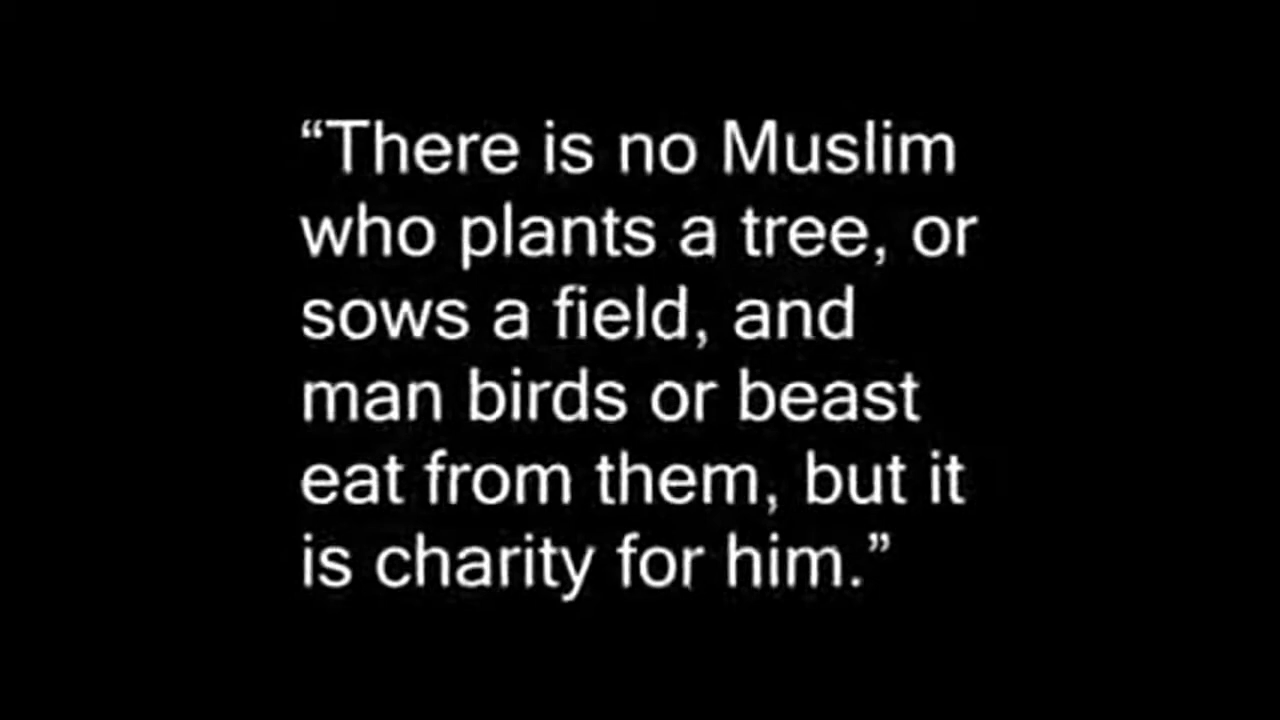 “There is no Muslim
who plants a tree, or
sows a field, and
man birds or beast
eat from them, but it
is charity for him.”